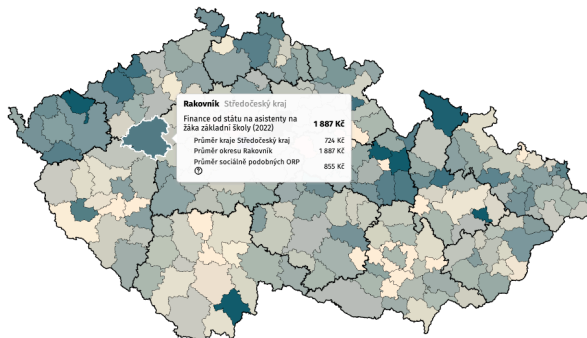 Rakovník Středočeský kraj
Finance od státu na asistenty na
žáka základní školy (2022) 1 887 Kč
Průměr kraje Středočeský kraj 724 Kč
Průměr okresu Rakovník 1 887 Kč
Průměr sociálně podobných ORP 855 Kč
?